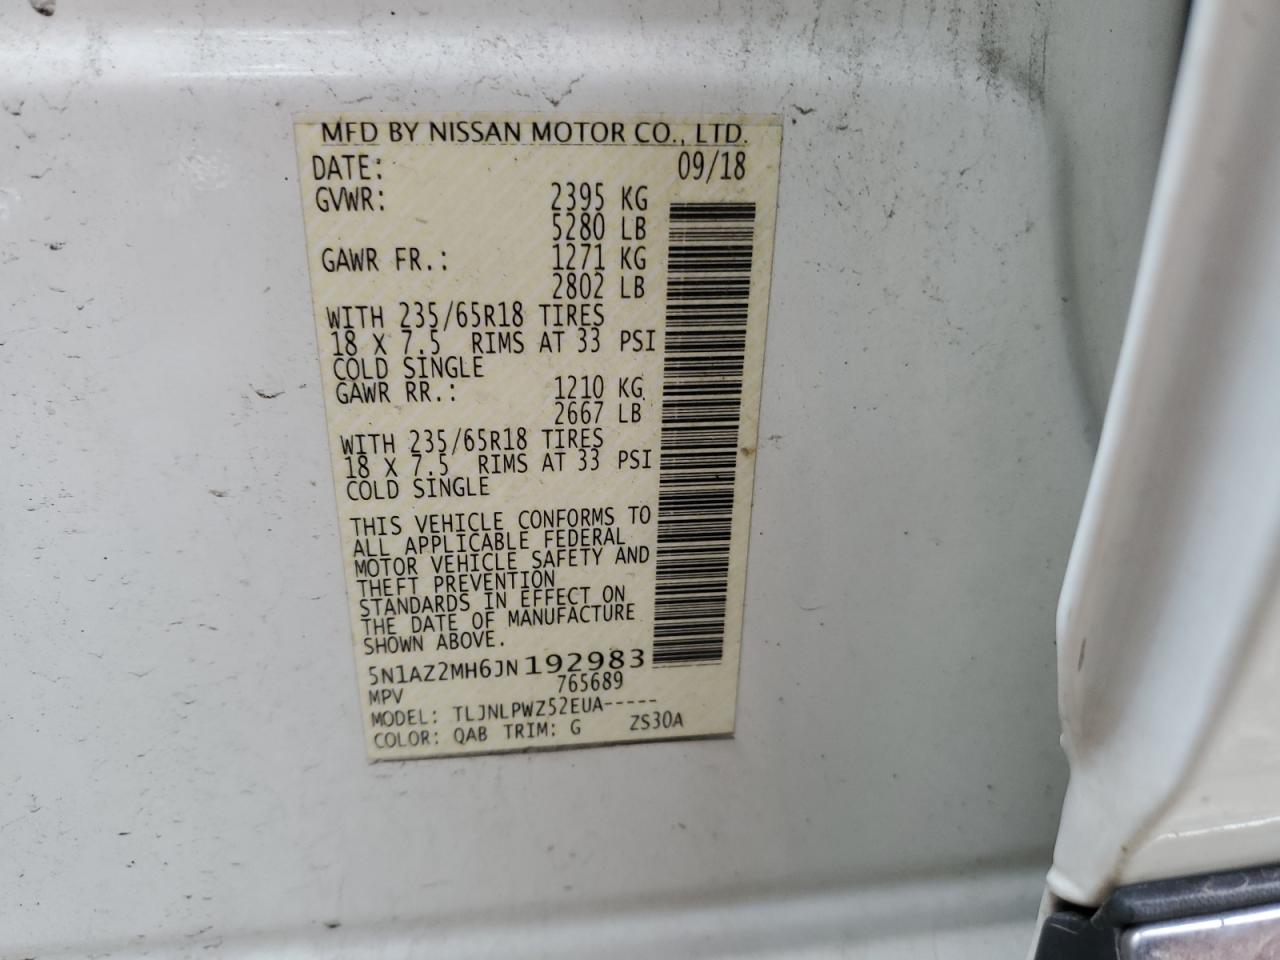 MFD BY NISSAN MOTOR CO., LTD.
DATE: 09/18
GVWR: 2395 KG
5280 LB
GAWR FR.: 1271 KG
2802 LB
WITH 235/65R18 TIRES
18 X 7.5 RIMS AT 33 PSI
COLD SINGLE
GAWR RR.: 1210 KG
2667 LB
WITH 235/65R18 TIRES
18 X 7.5 RIMS AT 33 PSI
COLD SINGLE
THIS VEHICLE CONFORMS TO
ALL APPLICABLE FEDERAL
MOTOR VEHICLE SAFETY AND
THEFT PREVENTION
STANDARDS IN EFFECT ON
THE DATE OF MANUFACTURE
SHOWN ABOVE.
5N1AZ2MH6JN192983
MPV 765689
MODEL: TLJNLPWZ52EUA-----
COLOR: QAB TRIM: G ZS30A